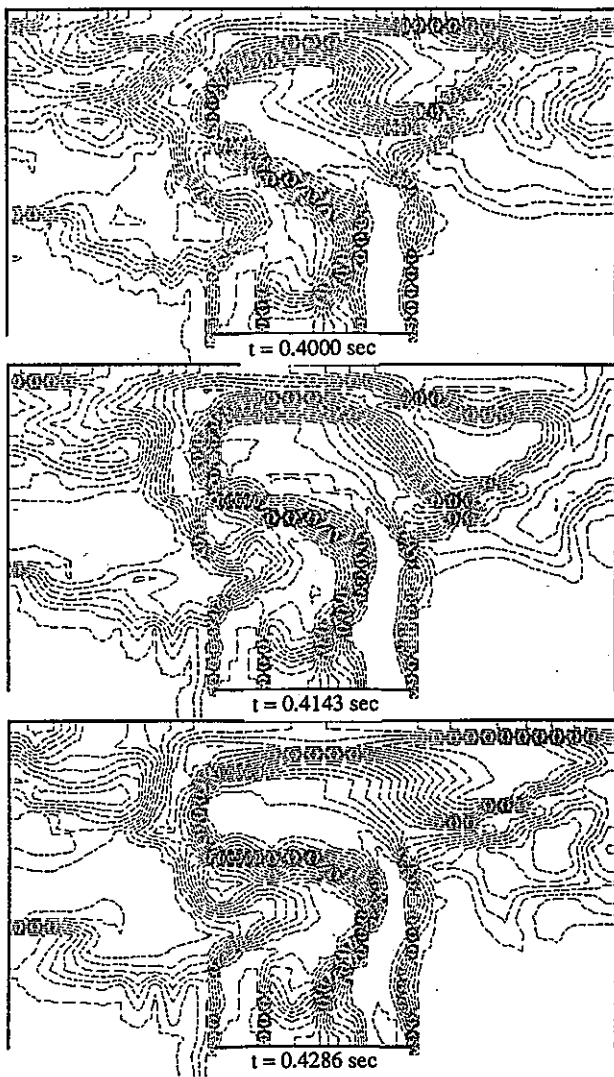 t = 0.4000 sec
t = 0.4143 sec
t = 0.4286 sec